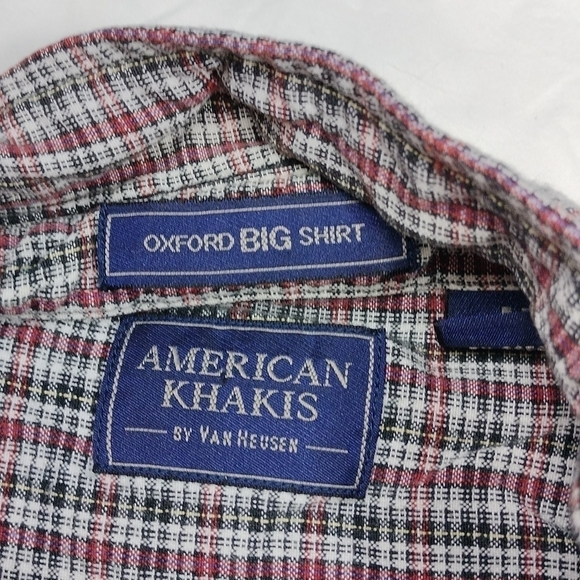 OXFORD BIG SHIRT
AMERICAN
KHAKIS
BY VAN HEUSEN